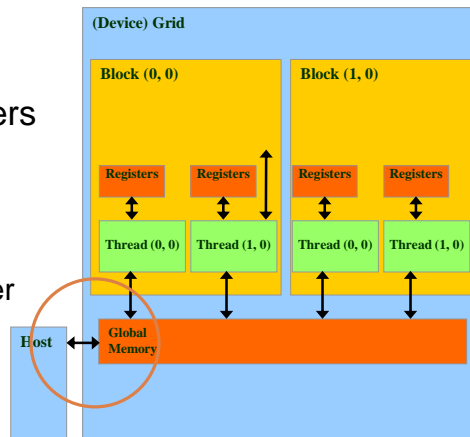 (Device) Grid
Block (0, 0)
Block (1, 0)
ers
Registers
Registers
Registers
Registers
Thread (0, 0)
Thread (1, 0)
Thread (0, 0)
Thread (1, 0)
er
Host
Global
Memory